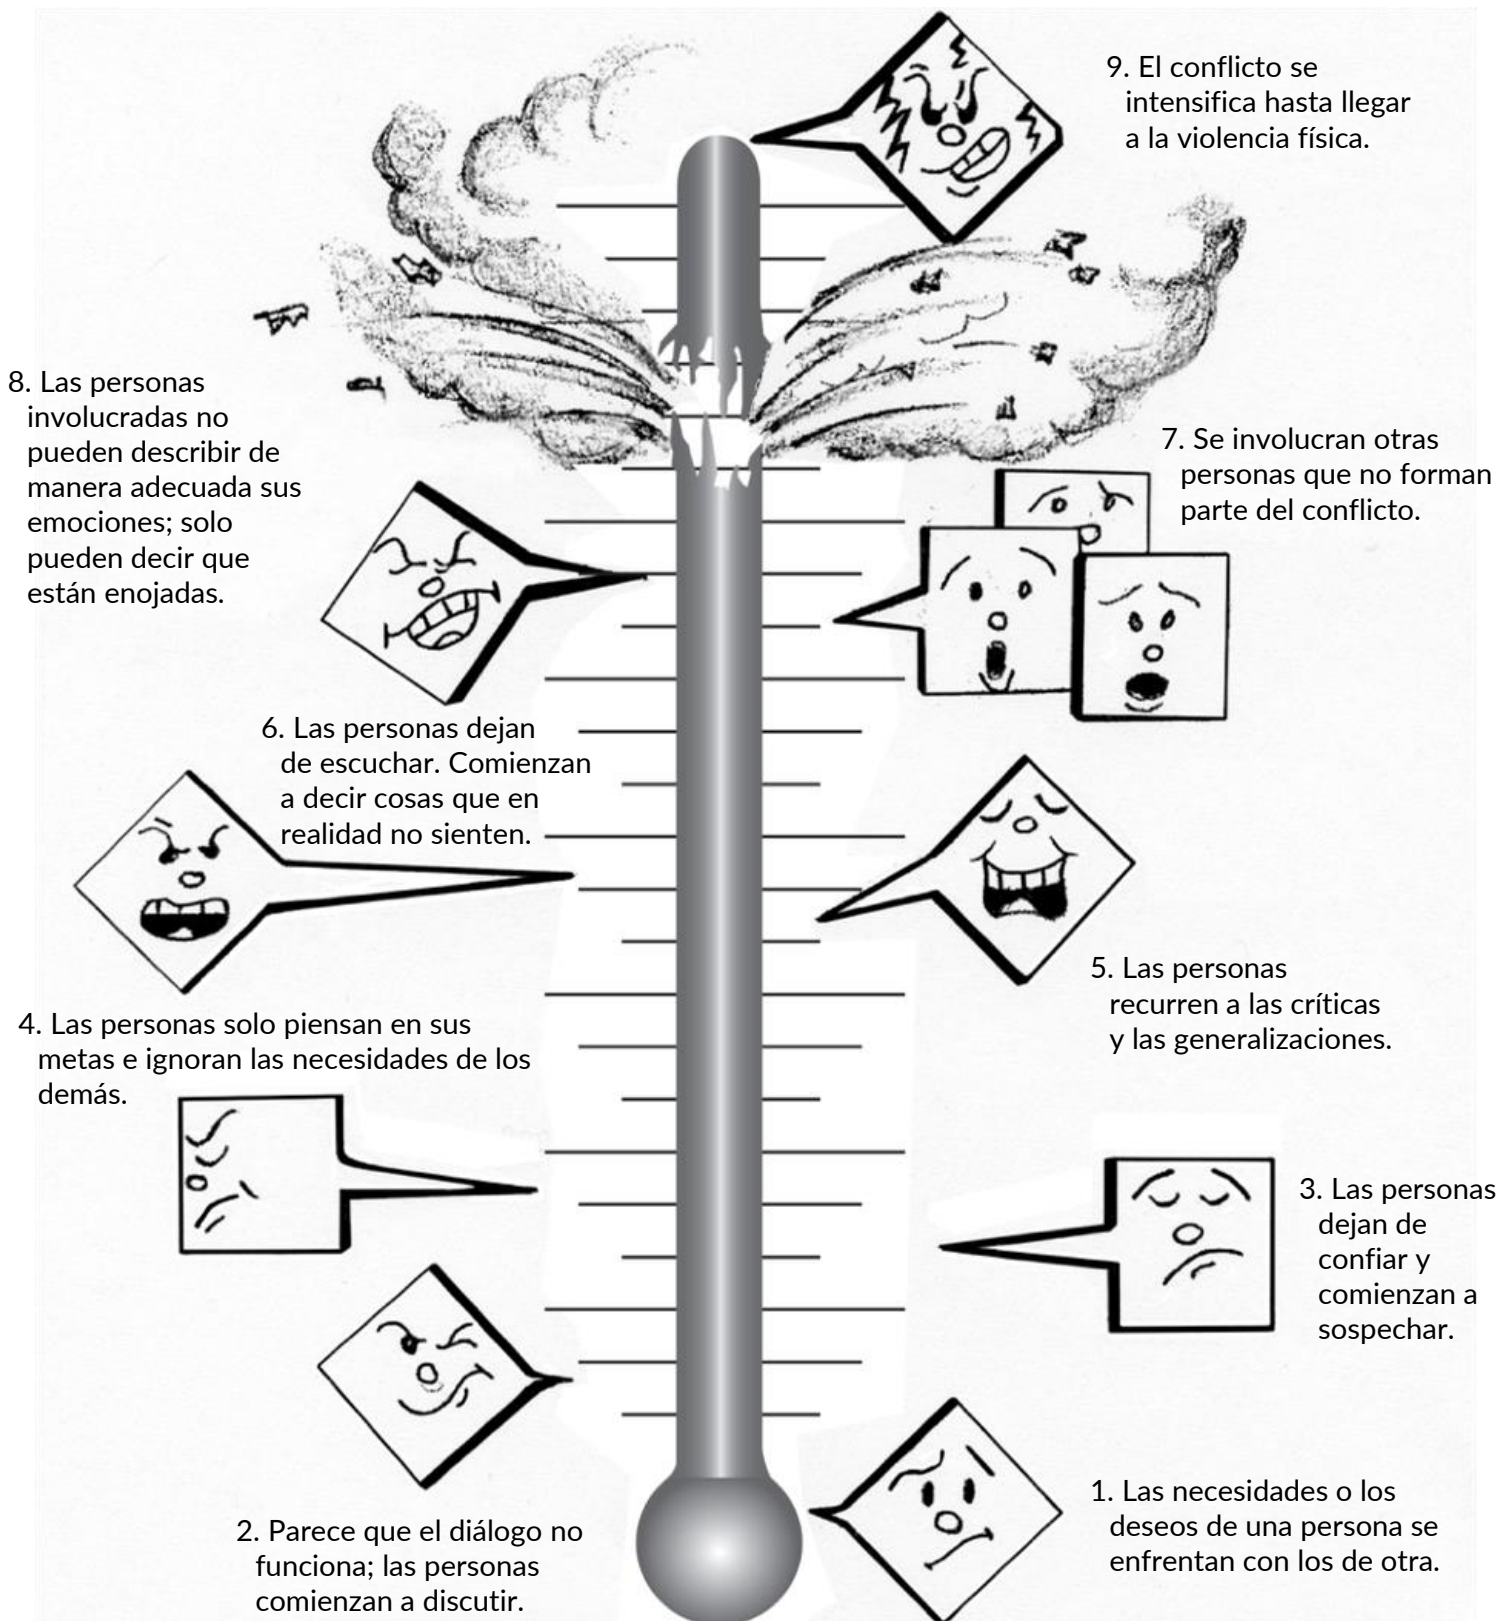 9. El conflicto se
intensifica hasta llegar
a la violencia física.
8. Las personas
involucradas no
pueden describir de
manera adecuada sus
emociones; solo
pueden decir que
están enojadas.
7. Se involucran otras
personas que no forman
parte del conflicto.
6. Las personas dejan
de escuchar. Comienzan
a decir cosas que en
realidad no sienten.
5. Las personas
recurren a las críticas
y las generalizaciones.
4. Las personas solo piensan en sus
metas e ignoran las necesidades de los
demás.
3. Las personas
dejan de
confiar y
comienzan a
sospechar.
2. Parece que el diálogo no
funciona; las personas
comienzan a discutir.
1. Las necesidades o los
deseos de una persona se
enfrentan con los de otra.